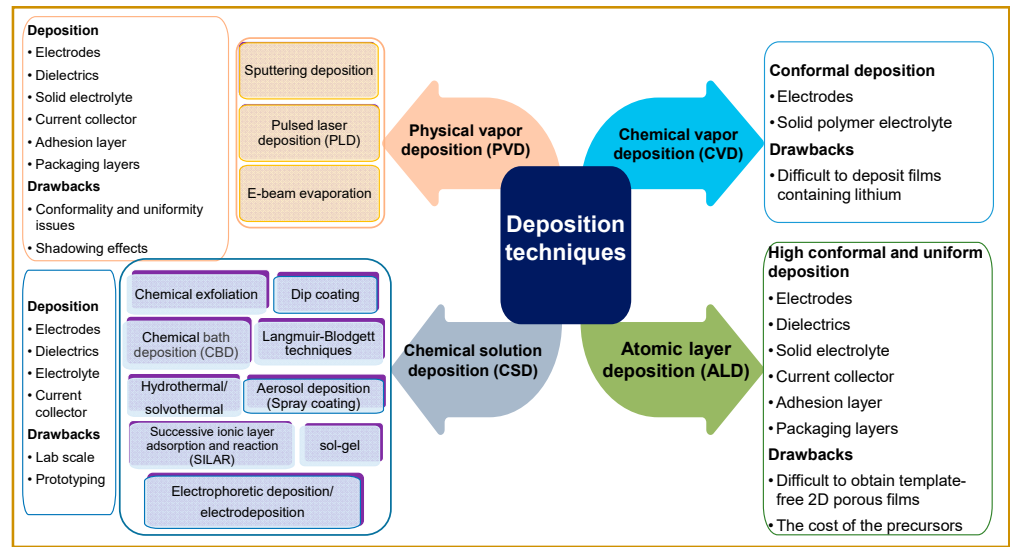 Deposition
• Electrodes
• Dielectrics
• Solid electrolyte
• Current collector
• Adhesion layer
• Packaging layers
Drawbacks
• Conformality and uniformity
issues
• Shadowing effects
Sputtering deposition
Pulsed laser
deposition (PLD)
E-beam evaporation
Physical vapor
deposition (PVD)
Chemical vapor
deposition (CVD)
Conformal deposition
• Electrodes
• Solid polymer electrolyte
Drawbacks
• Difficult to deposit films
containing lithium
Deposition
techniques
Deposition
• Electrodes
• Dielectrics
• Electrolyte
• Current
collector
Drawbacks
• Lab scale
• Prototyping
Chemical exfoliation
Dip coating
Chemical bath
deposition (CBD)
Langmuir-Blodgett
techniques
Hydrothermal/
solvothermal
Aerosol deposition
(Spray coating)
Successive ionic layer
adsorption and reaction
(SILAR)
sol-gel
Electrophoretic deposition/
electrodeposition
Chemical solution
deposition (CSD)
Atomic layer
deposition (ALD)
High conformal and uniform
deposition
• Electrodes
• Dielectrics
• Solid electrolyte
• Current collector
• Adhesion layer
• Packaging layers
Drawbacks
• Difficult to obtain template-
free 2D porous films
• The cost of the precursors